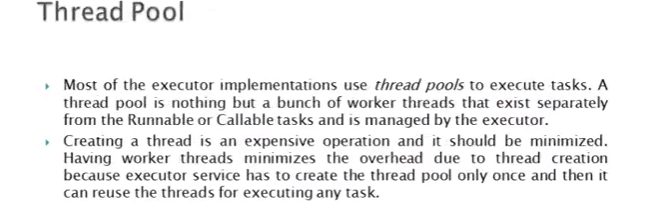 Thread Pool
Most of the executor implementations use thread pools to execute tasks. A
thread pool is nothing but a bunch of worker threads that exist separately
from the Runnable or Callable tasks and is managed by the executor.
Creating a thread is an expensive operation and it should be minimized.
Having worker threads minimizes the overhead due to thread creation
because executor service has to create the thread pool only once and then it
can reuse the threads for executing any task.